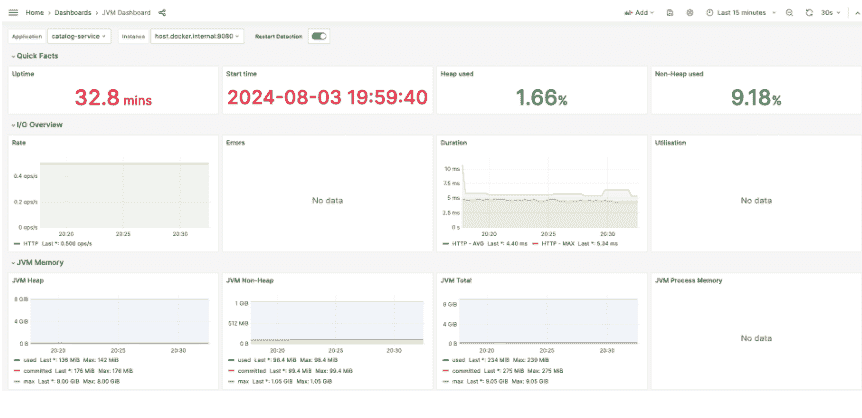 Home › Dashboards › JVM Dashboard
Add
Last 15 minutes
30s
Application catalog-service Instance host.docker.internal:8080 Restart Detection
Quick Facts
Uptime
32.8 mins
Start time
2024-08-03 19:59:40
Heap used
1.66%
Non-Heap used
9.18%
I/O Overview
Rate
0.4 ops/s
0.2 ops/s
0 ops/s
20:20 20:25 20:30
HTTP Last *: 0.500 ops/s
Errors
No data
Duration
10 ms
7.5 ms
5 ms
2.5 ms
0 s
20:20 20:25 20:30
HTTP - AVG Last *: 4.40 ms HTTP - MAX Last *: 6.34 ms
Utilisation
No data
JVM Memory
JVM Heap
8 GiB
4 GiB
0 B
20:20 20:25 20:30
used Last *: 136 MiB Max: 142 MiB
committed Last *: 176 MiB Max: 176 MiB
max Last *: 8.00 GiB Max: 8.00 GiB
JVM Non-Heap
1 GiB
512 MiB
0 B
20:20 20:25 20:30
used Last *: 98.4 MiB Max: 98.4 MiB
committed Last *: 99.4 MiB Max: 99.4 MiB
max Last *: 1.05 GiB Max: 1.05 GiB
JVM Total
8 GiB
4 GiB
0 B
20:20 20:25 20:30
used Last *: 234 MiB Max: 239 MiB
committed Last *: 275 MiB Max: 275 MiB
max Last *: 9.05 GiB Max: 9.05 GiB
JVM Process Memory
No data